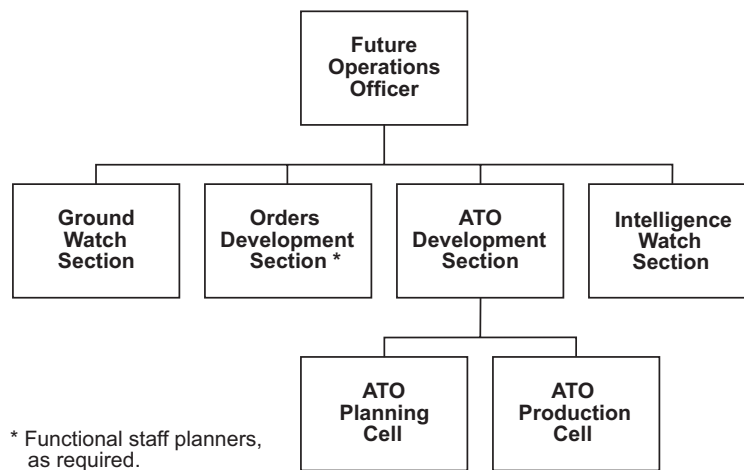 Future
Operations
Officer
Ground
Watch
Section
Orders
Development
Section *
ATO
Development
Section
Intelligence
Watch
Section
ATO
Planning
Cell
ATO
Production
Cell
* Functional staff planners,
as required.